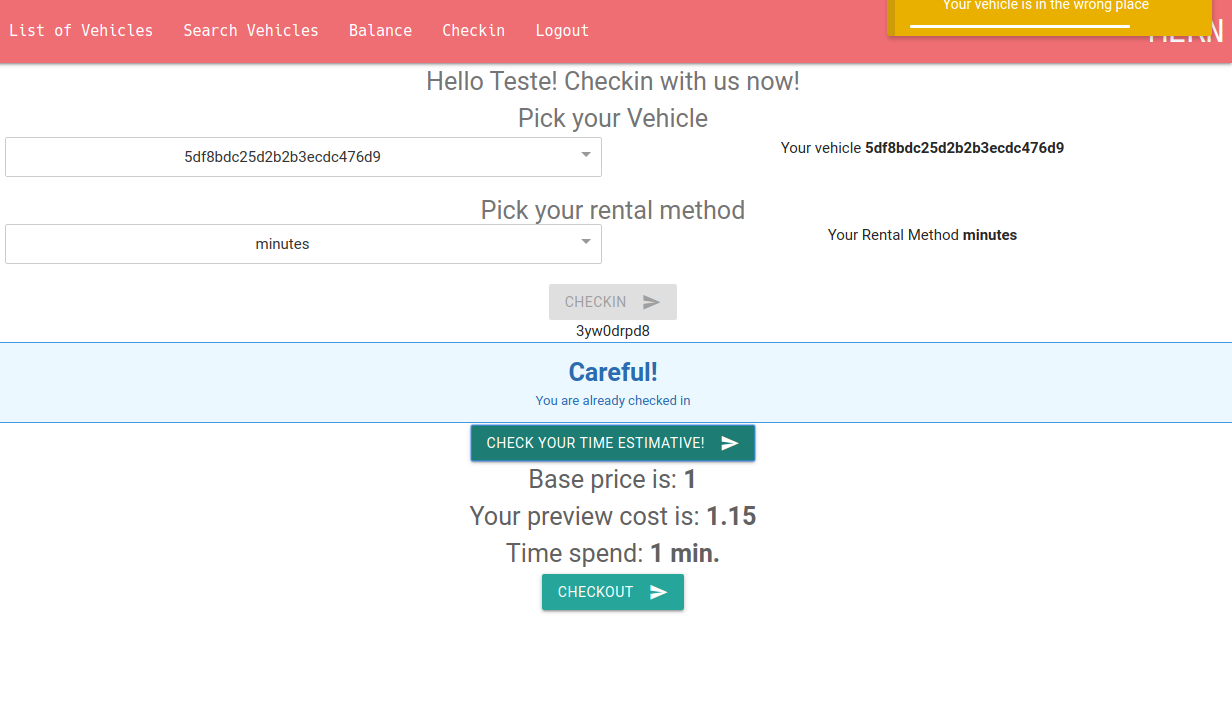 List of Vehicles Search Vehicles Balance Checkin Logout
Your vehicle is in the wrong place
Hello Teste! Checkin with us now!
Pick your Vehicle
5df8bdc25d2b2b3ecdc476d9
Your vehicle 5df8bdc25d2b2b3ecdc476d9
Pick your rental method
minutes
Your Rental Method minutes
CHECKIN
3yw0drpd8
Careful!
You are already checked in
CHECK YOUR TIME ESTIMATIVE!
Base price is: 1
Your preview cost is: 1.15
Time spend: 1 min.
CHECKOUT